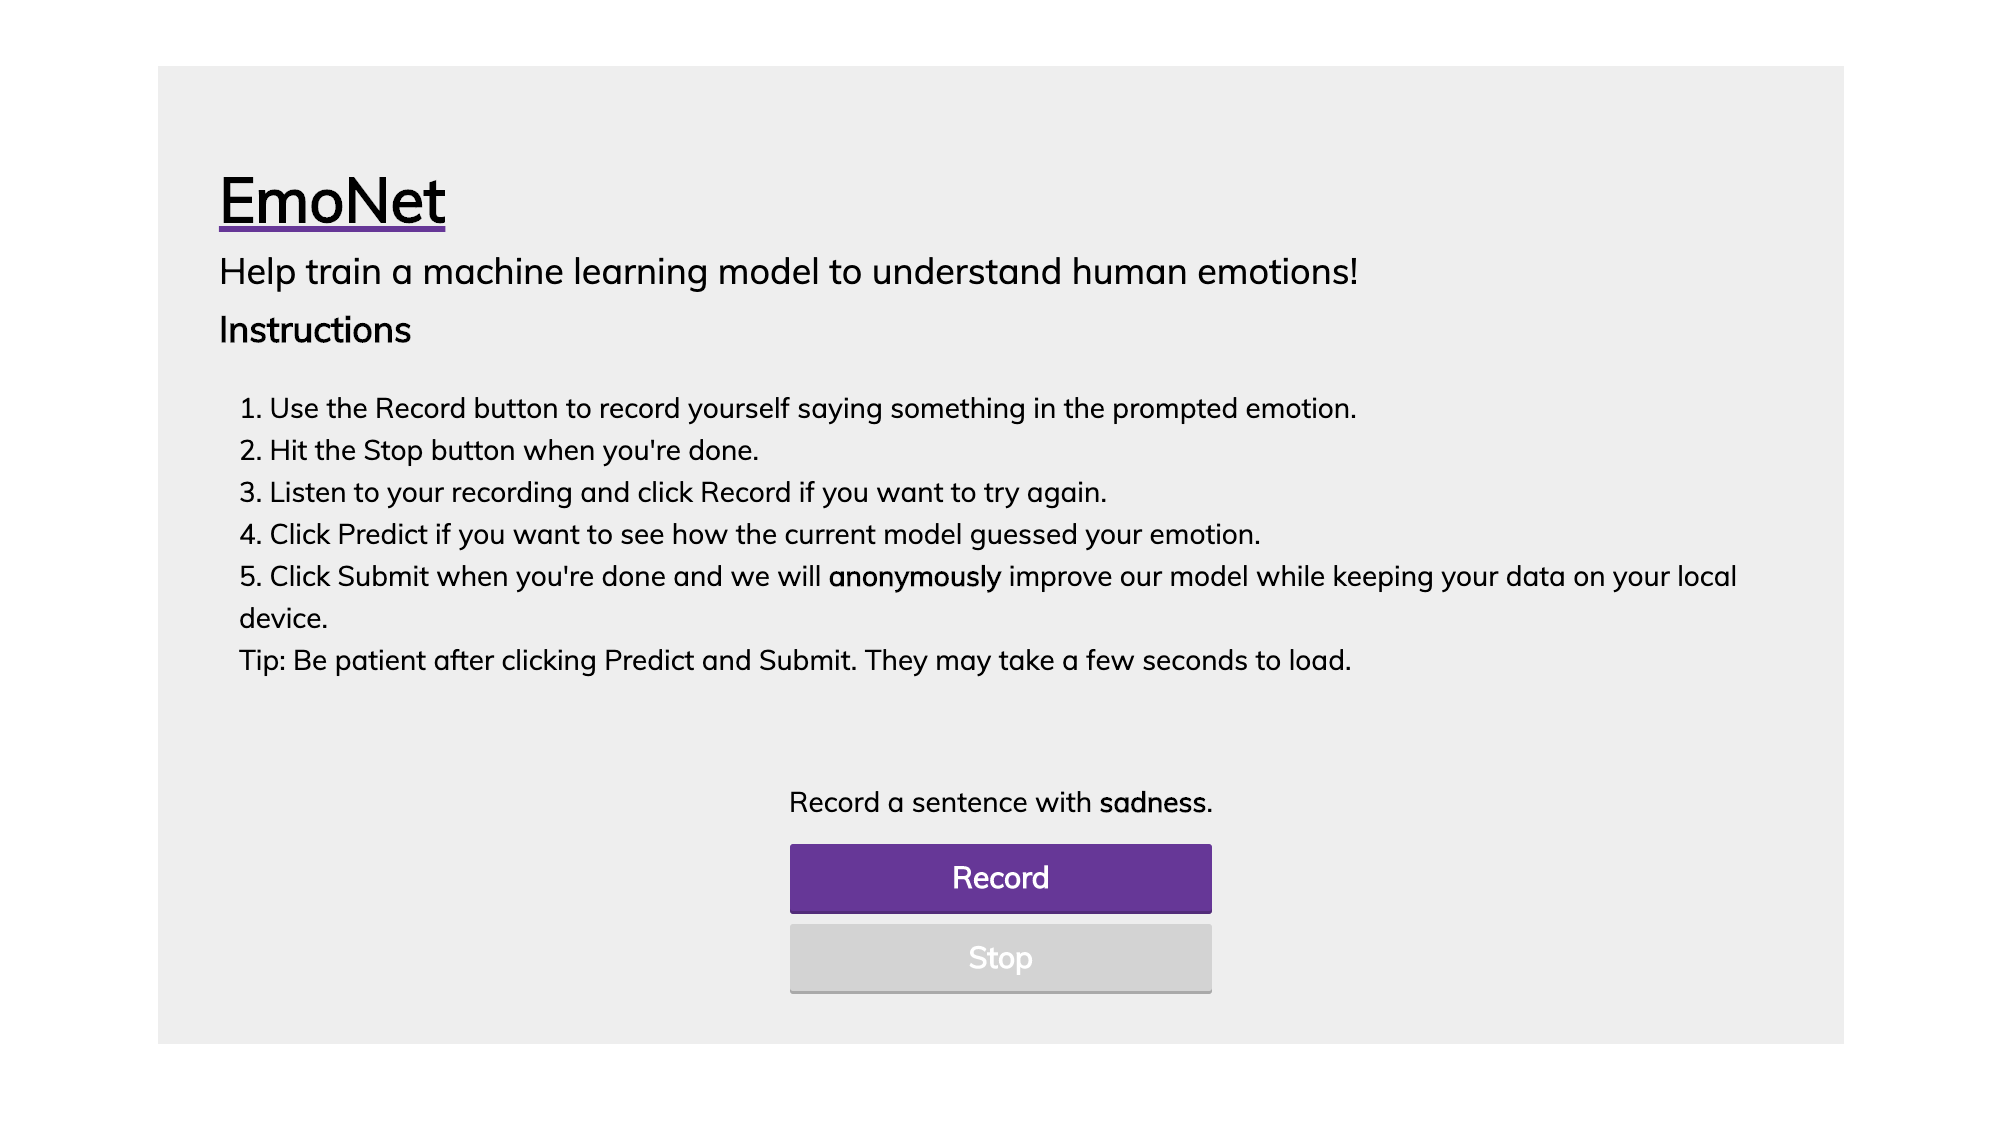 EmoNet
Help train a machine learning model to understand human emotions!
Instructions
1. Use the Record button to record yourself saying something in the prompted emotion.
2. Hit the Stop button when you're done.
3. Listen to your recording and click Record if you want to try again.
4. Click Predict if you want to see how the current model guessed your emotion.
5. Click Submit when you're done and we will anonymously improve our model while keeping your data on your local
device.
Tip: Be patient after clicking Predict and Submit. They may take a few seconds to load.
Record a sentence with sadness.
Record
Stop